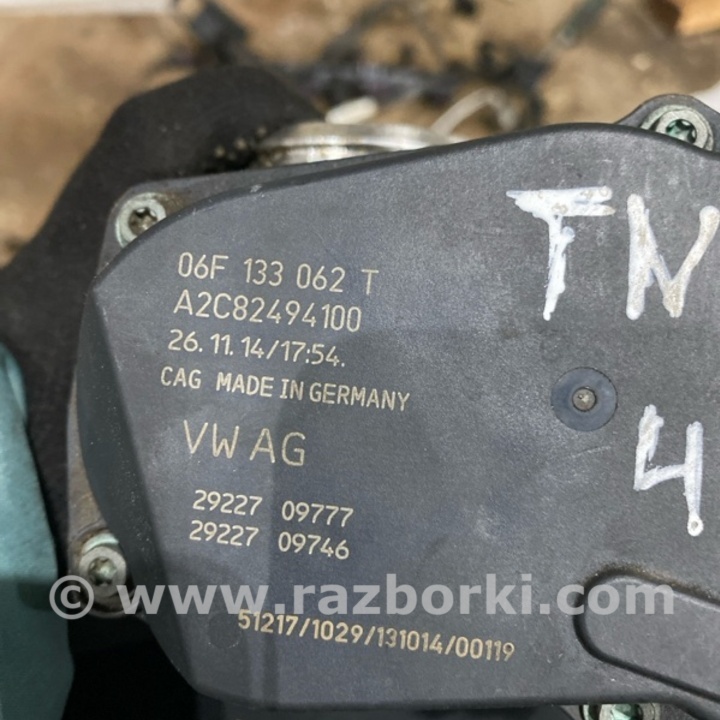 06F 133 062 T
A2C82494100
26.11.14/17:54.
CAG MADE IN GERMANY
VW AG
29227 09777
29227 09746
51217/1029/131014/00119
TN
4
© www.razborki.com